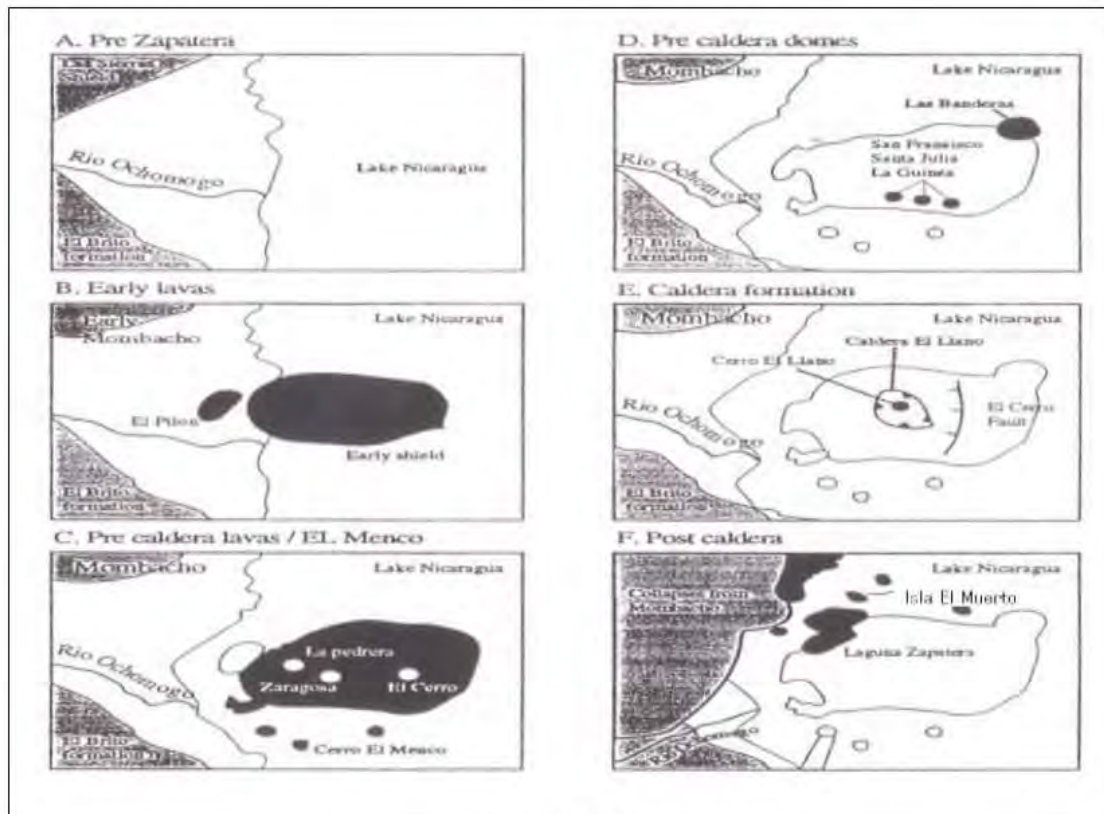 A. Pre Zapatera
Rio Ochomogo
Lake Nicaragua
El Brito
formation
B. Early lavas
Early
Mombacho
Lake Nicaragua
El Pilon
Early shield
El Brito
formation
C. Pre caldera lavas / EL Menco
Mombacho
Lake Nicaragua
Rio Ochomogo
La pedrera
Zaragosa
El Cerro
El Brito
formation
Cerro El Menco
D. Pre caldera domes
Mombacho
Lake Nicaragua
Las Banderas
San Francisco
Santa Julia
La Guinea
Rio Ochomogo
El Brito
formation
E. Caldera formation
Mombacho
Lake Nicaragua
Caldera El Llano
Cerro El Llano
El Cerro
Fault
Rio Ochomogo
El Brito
formation
F. Post caldera
Lake Nicaragua
Collapse from
Mombacho
Isla El Muerto
Laguna Zapatera